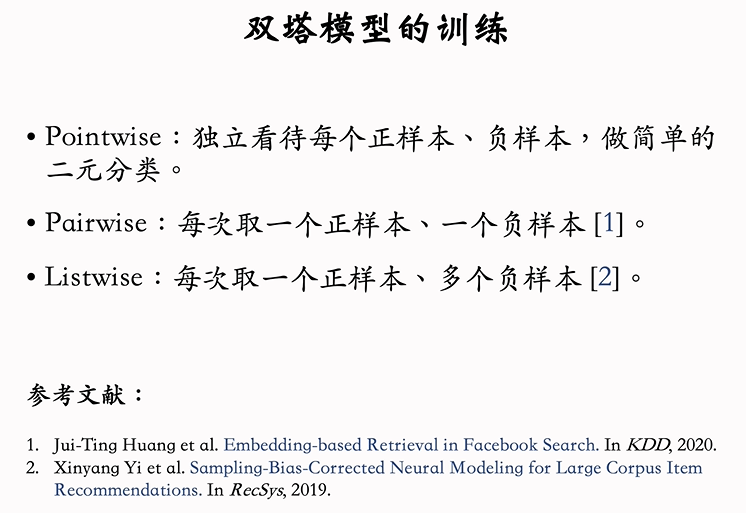 双塔模型的训练
• Pointwise：独立看待每个正样本、负样本，做简单的
二元分类。
• Pairwise：每次取一个正样本、一个负样本 [1]。
• Listwise：每次取一个正样本、多个负样本 [2]。
参考文献：
1. Jui-Ting Huang et al. Embedding-based Retrieval in Facebook Search. In KDD, 2020.
2. Xinyang Yi et al. Sampling-Bias-Corrected Neural Modeling for Large Corpus Item
Recommendations. In RecSys, 2019.